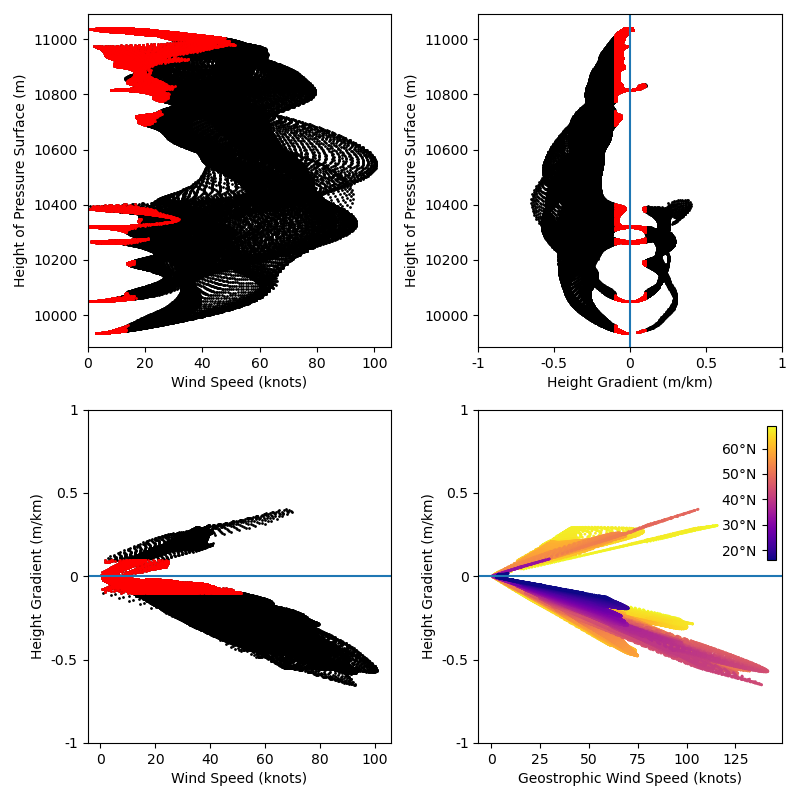 11000
10800
10600
10400
10200
10000
Height of Pressure Surface (m)
0 20 40 60 80 100
Wind Speed (knots)
11000
10800
10600
10400
10200
10000
Height of Pressure Surface (m)
-1 -0.5 0 0.5 1
Height Gradient (m/km)
1
0.5
0
-0.5
-1
Height Gradient (m/km)
0 20 40 60 80 100
Wind Speed (knots)
1
0.5
0
-0.5
-1
Height Gradient (m/km)
60°N
50°N
40°N
30°N
20°N
0 25 50 75 100 125
Geostrophic Wind Speed (knots)